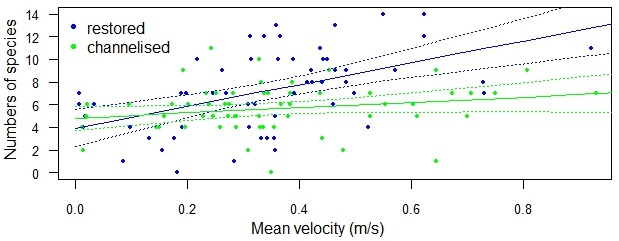 Numbers of species
14
12
10
8
6
4
2
0
restored
channelised
0.0 0.2 0.4 0.6 0.8
Mean velocity (m/s)